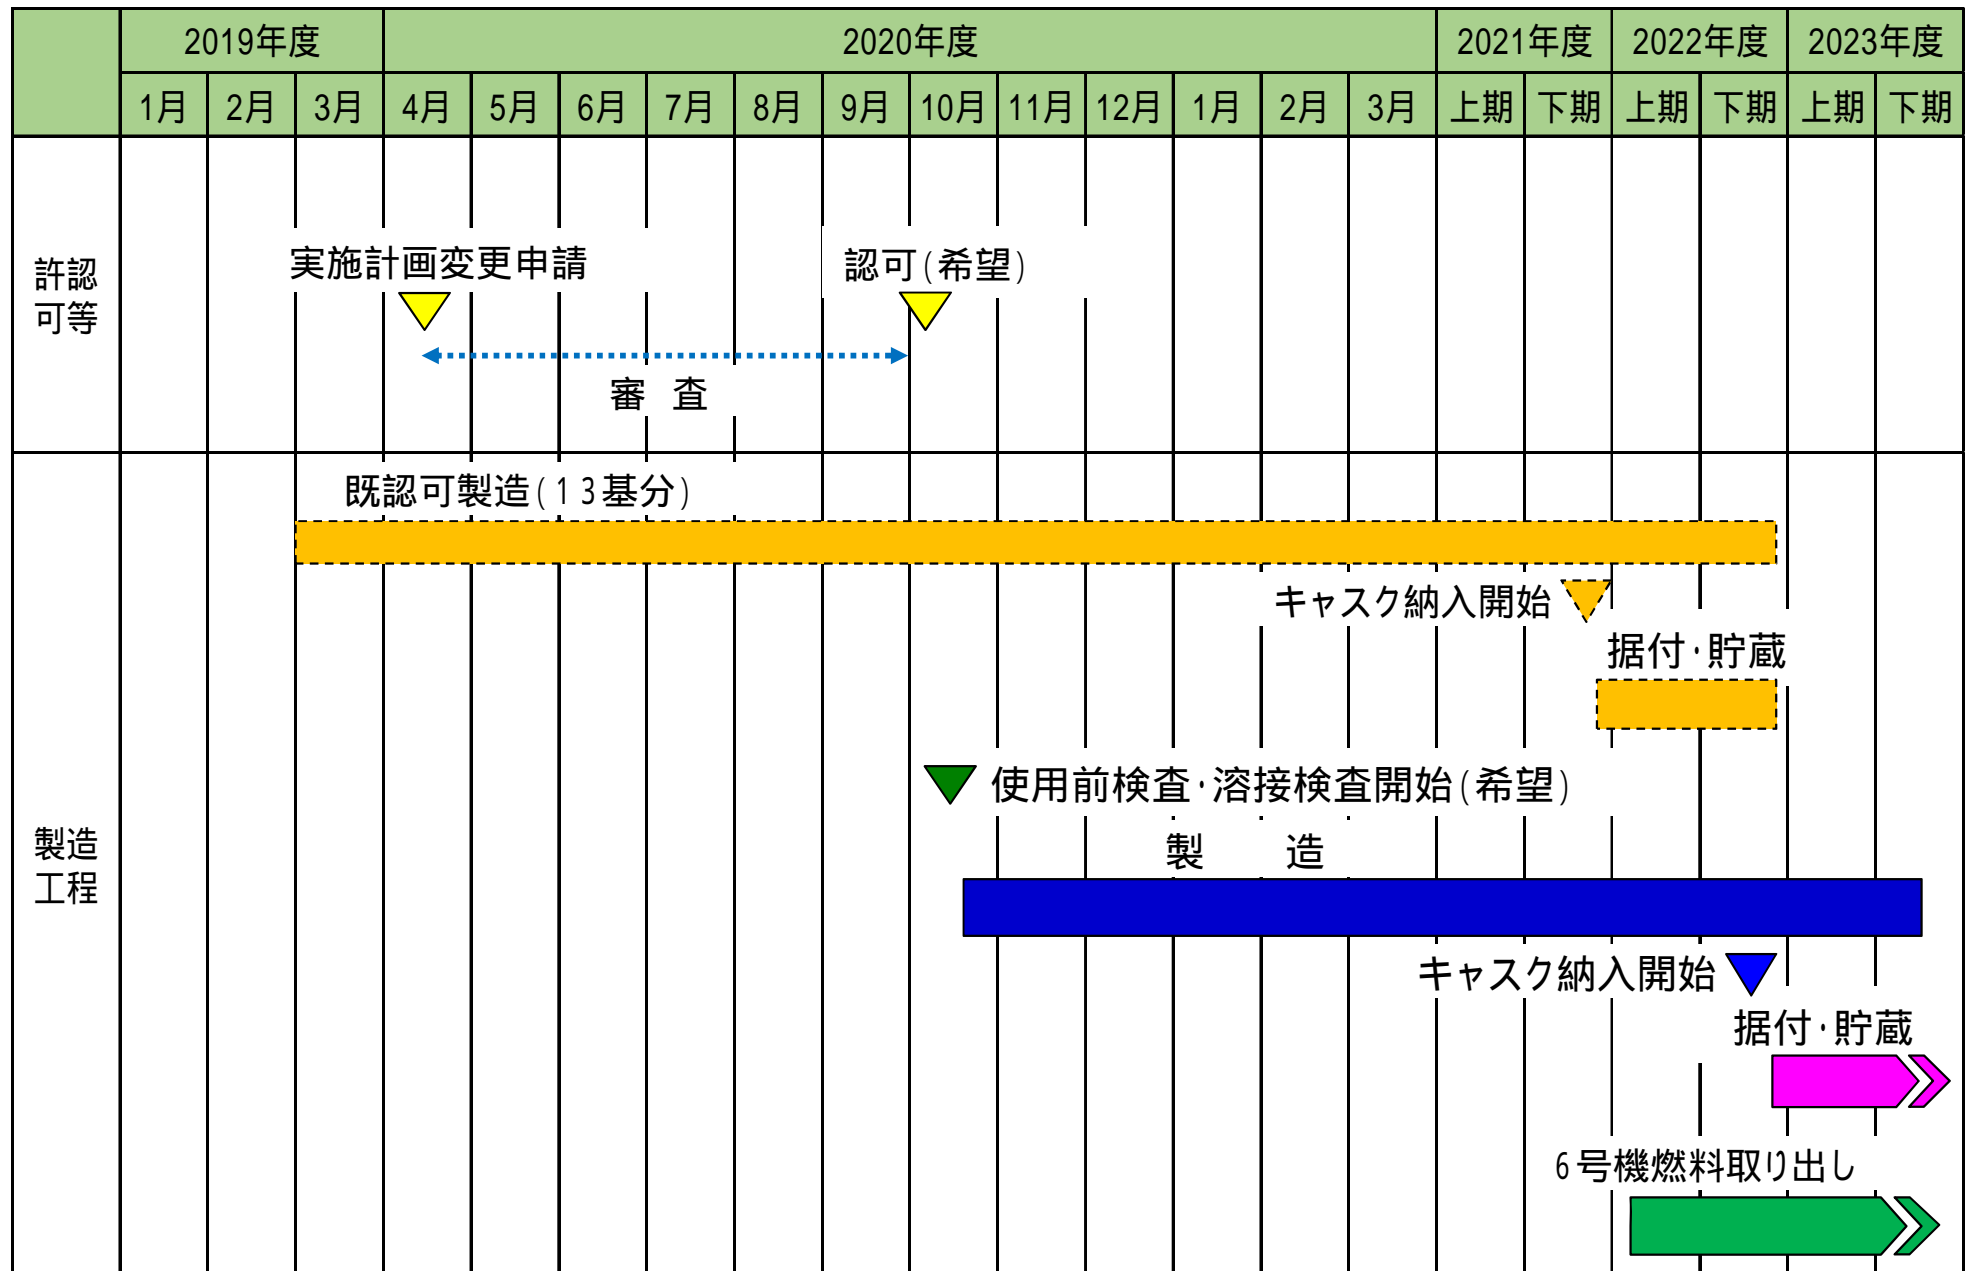 2019年度 2020年度 2021年度 2022年度 2023年度
1月 2月 3月 4月 5月 6月 7月 8月 9月 10月 11月 12月 1月 2月 3月 上期 下期 上期 下期 上期 下期
許認
可等
実施計画変更申請 認可(希望)
審 査
製造
工程
既認可製造(13基分)
キャスク納入開始
据付・貯蔵
使用前検査・溶接検査開始(希望)
製 造
キャスク納入開始
据付・貯蔵
6号機燃料取り出し